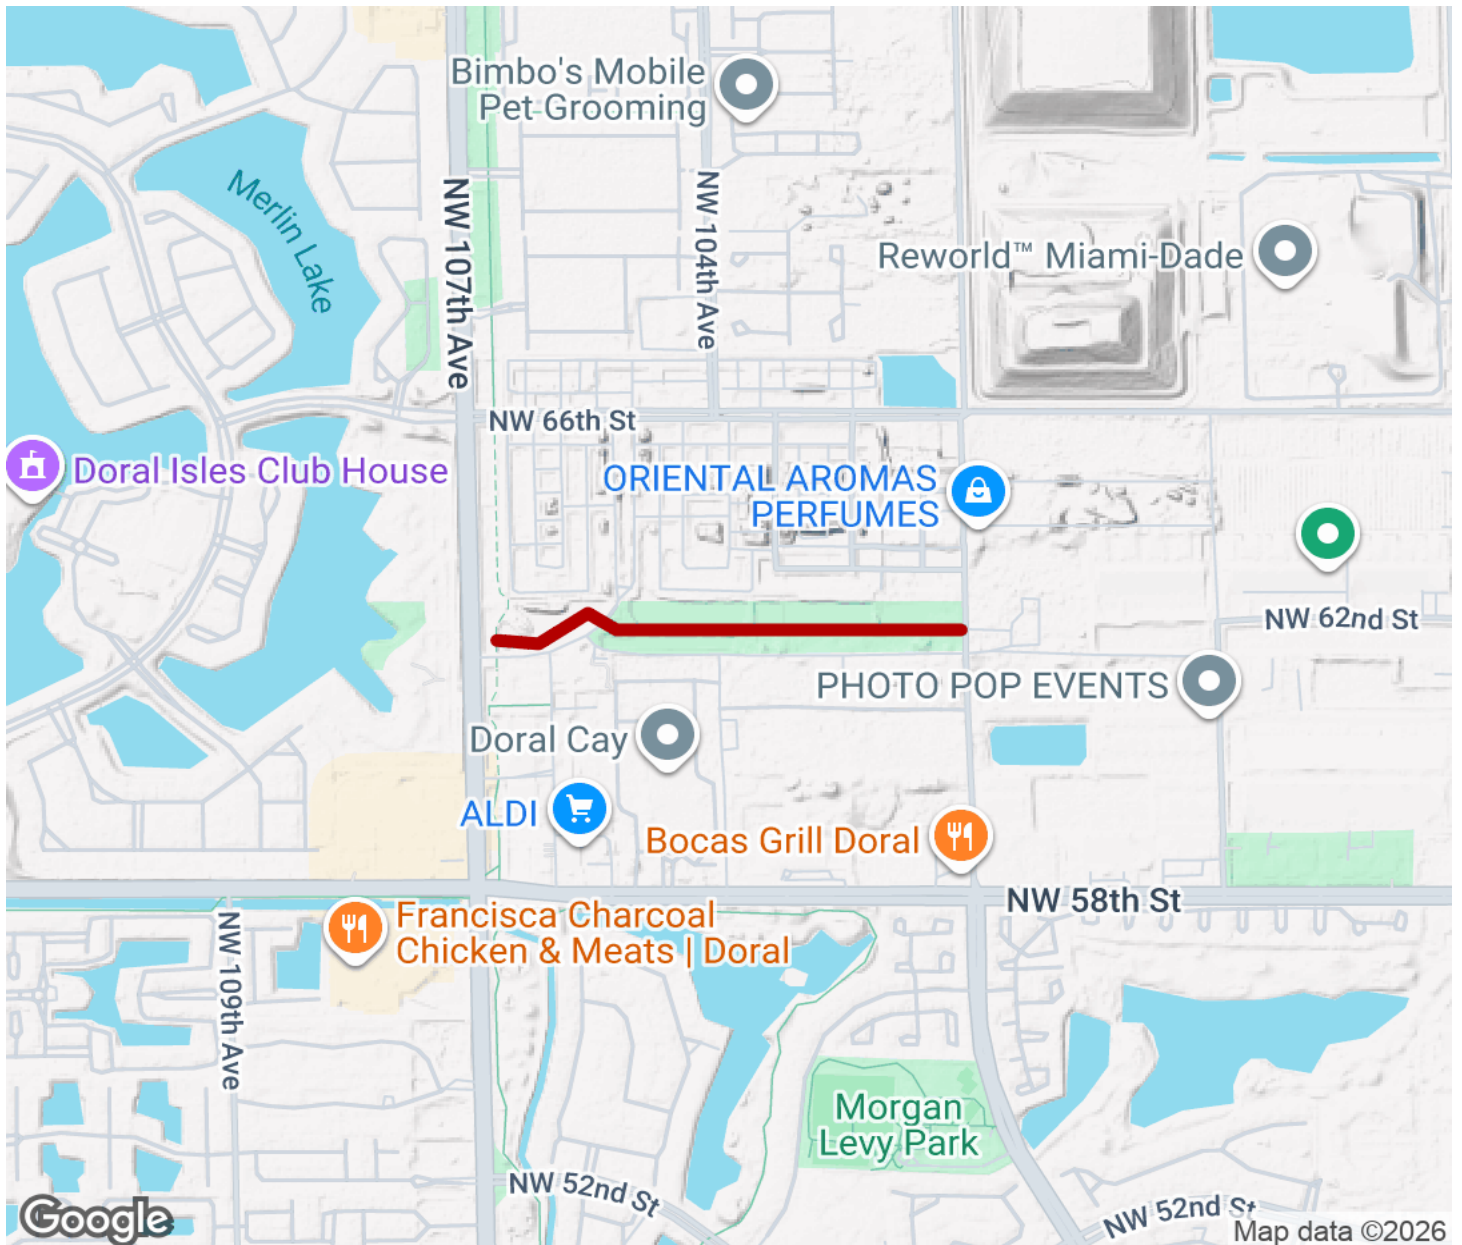 Bimbo's Mobile
Pet Grooming
Merlin
Lake
NW 107th Ave
NW 104th Ave
Reworld™ Miami-Dade
NW 66th St
Doral Isles Club House
ORIENTAL AROMAS
PERFUMES
NW 62nd St
PHOTO POP EVENTS
Doral Cay
ALDI
Bocas Grill Doral
NW 58th St
Francisca Charcoal
Chicken & Meats | Doral
NW 109th Ave
Morgan
Levy Park
NW 52nd St
NW 52nd St
Google
Map data ©2026